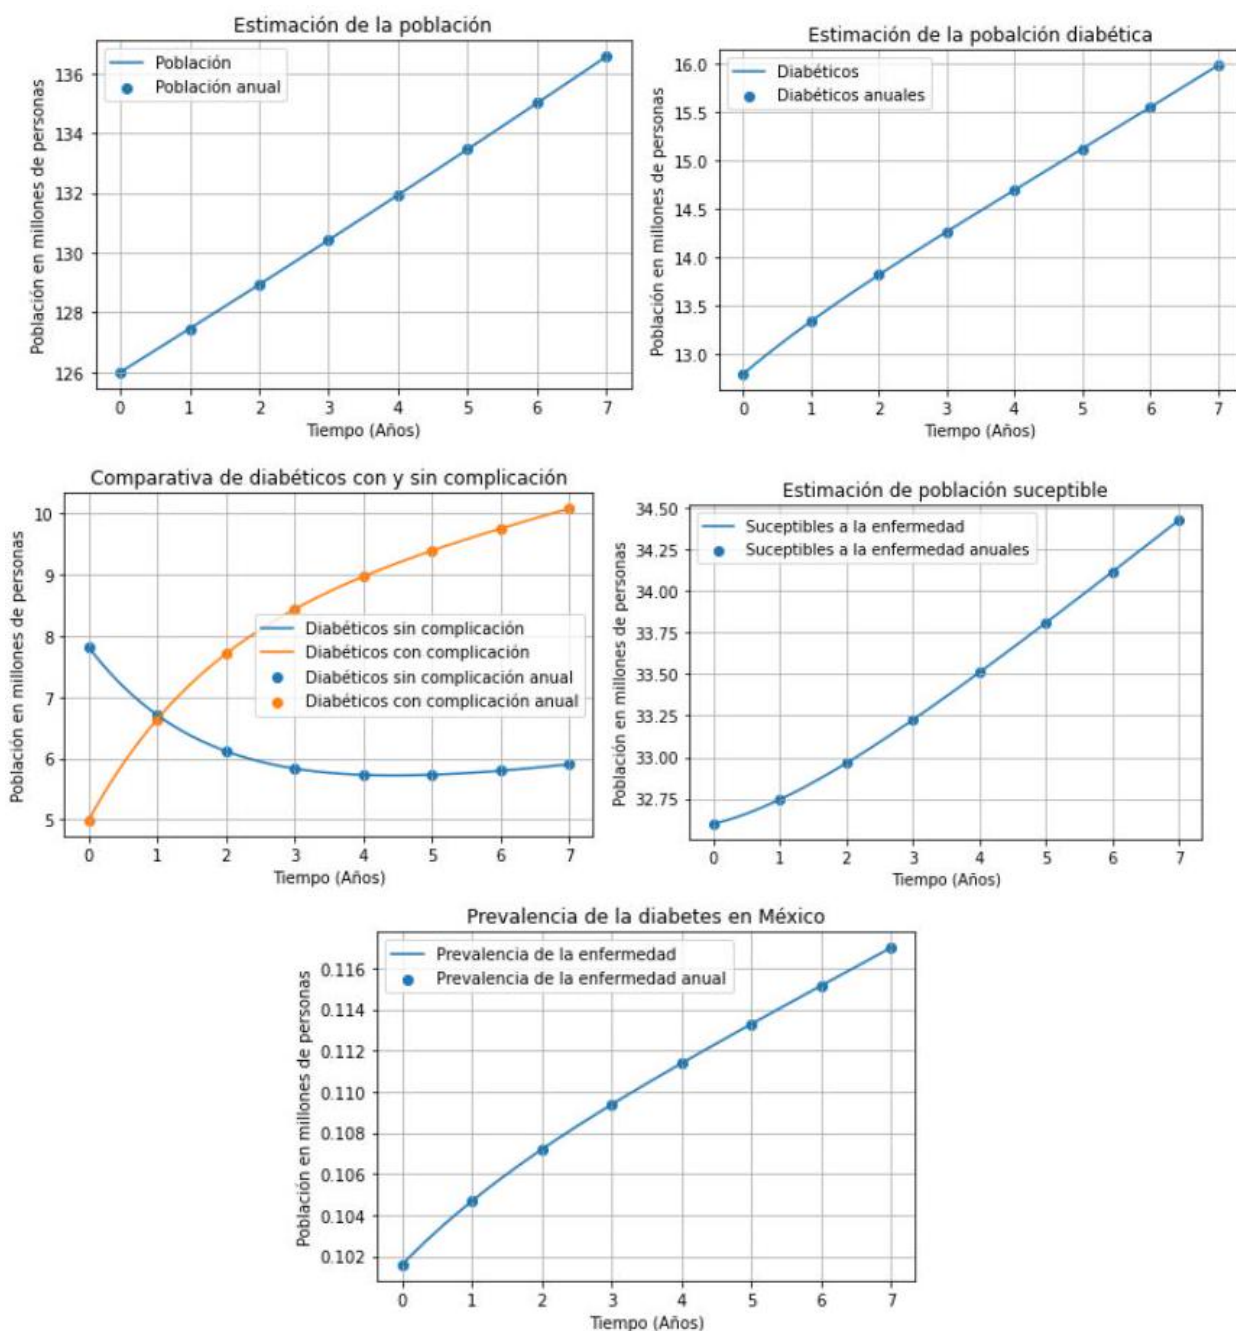 Estimación de la población
Población
Población anual
Población en millones de personas
136
134
132
130
128
126
0 1 2 3 4 5 6 7
Tiempo (Años)
Estimación de la pobalción diabética
Diabéticos
Diabéticos anuales
Población en millones de personas
16.0
15.5
15.0
14.5
14.0
13.5
13.0
0 1 2 3 4 5 6 7
Tiempo (Años)
Comparativa de diabéticos con y sin complicación
Diabéticos sin complicación
Diabéticos con complicación
Diabéticos sin complicación anual
Diabéticos con complicación anual
Población en millones de personas
10
9
8
7
6
5
0 1 2 3 4 5 6 7
Tiempo (Años)
Estimación de población suceptible
Suceptibles a la enfermedad
Suceptibles a la enfermedad anuales
Población en millones de personas
34.50
34.25
34.00
33.75
33.50
33.25
33.00
32.75
0 1 2 3 4 5 6 7
Tiempo (Años)
Prevalencia de la diabetes en México
Prevalencia de la enfermedad
Prevalencia de la enfermedad anual
Población en millones de personas
0.116
0.114
0.112
0.110
0.108
0.106
0.104
0.102
0 1 2 3 4 5 6 7
Tiempo (Años)